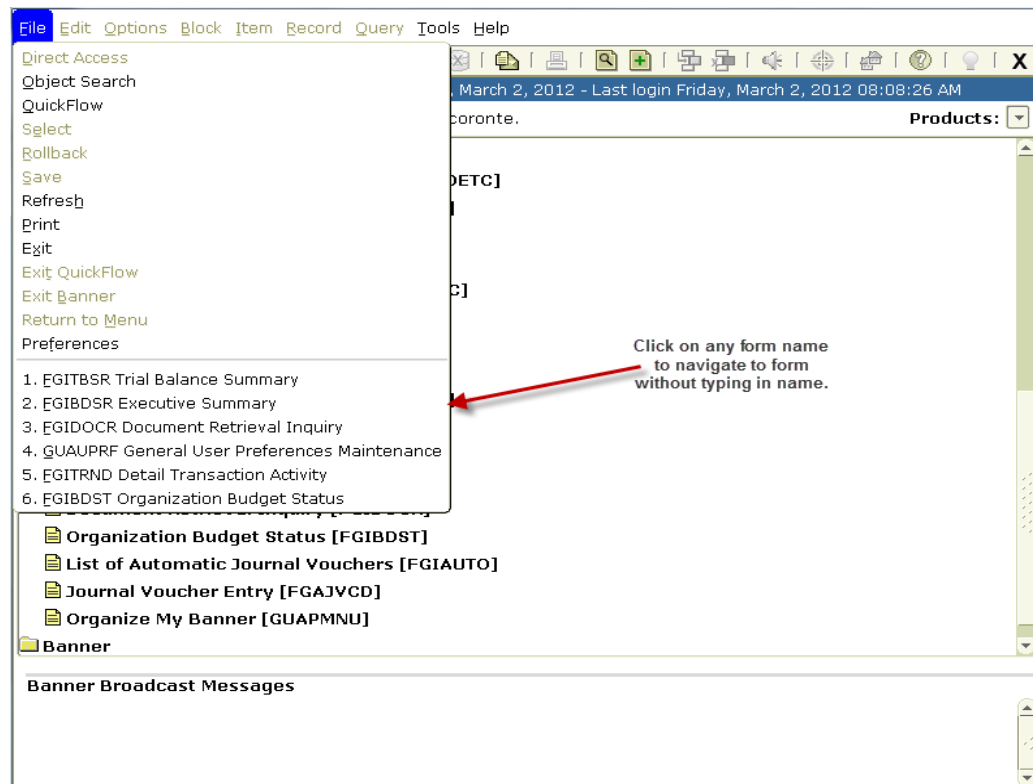 File Edit Options Block Item Record Query Tools Help
Direct Access
Object Search
QuickFlow
Select
Rollback
Save
Refresh
Print
Exit
Exit QuickFlow
Exit Banner
Return to Menu
Preferences
1. FGITBSR Trial Balance Summary
2. FGIBDSR Executive Summary
3. FGIDOCR Document Retrieval Inquiry
4. GUAUPRF General User Preferences Maintenance
5. FGITRND Detail Transaction Activity
6. FGIBDST Organization Budget Status
X
, March 2, 2012 - Last login Friday, March 2, 2012 08:08:26 AM
coronte. Products:
DETC]
]
C]
Click on any form name
to navigate to form
without typing in name.
Organization Budget Status [FGIBDST]
List of Automatic Journal Vouchers [FGIAUTO]
Journal Voucher Entry [FGAJVCD]
Organize My Banner [GUAPMNU]
Banner
Banner Broadcast Messages